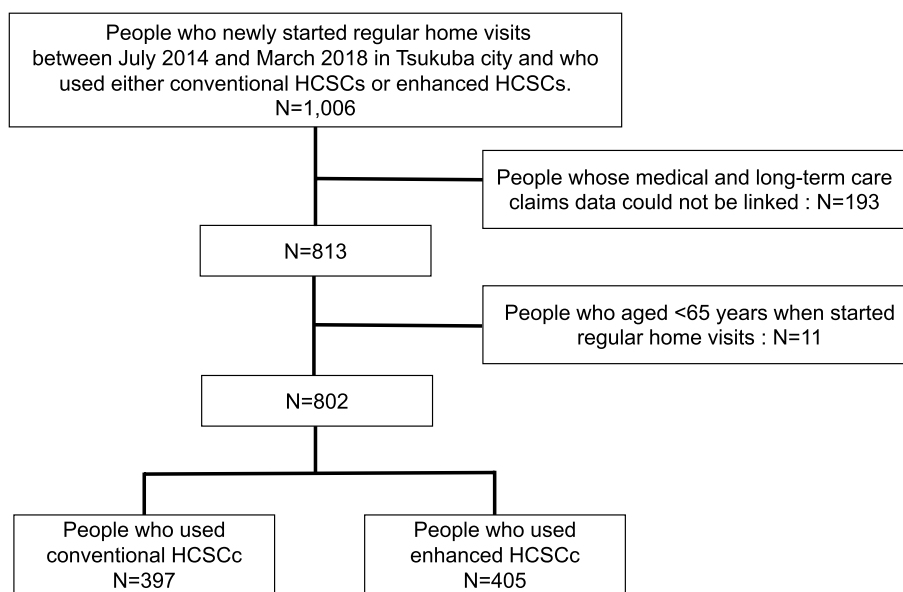 People who newly started regular home visits
between July 2014 and March 2018 in Tsukuba city and who
used either conventional HCSCs or enhanced HCSCs.
N=1,006
People whose medical and long-term care
claims data could not be linked : N=193
N=813
People who aged <65 years when started
regular home visits : N=11
N=802
People who used
conventional HCSCc
N=397
People who used
enhanced HCSCc
N=405